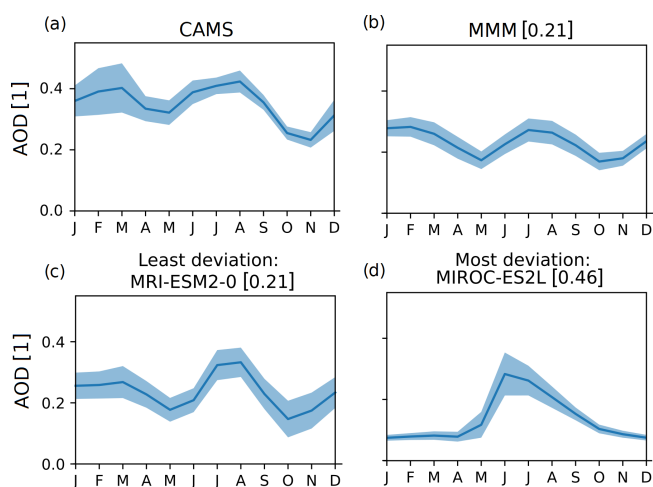 (a)
CAMS
(b)
MMM [0.21]
AOD [1]
0.4
0.2
0.0
J F M A M J J A S O N D
J F M A M J J A S O N D
(c)
Least deviation:
MRI-ESM2-0 [0.21]
(d)
Most deviation:
MIROC-ES2L [0.46]
AOD [1]
0.4
0.2
0.0
J F M A M J J A S O N D
J F M A M J J A S O N D